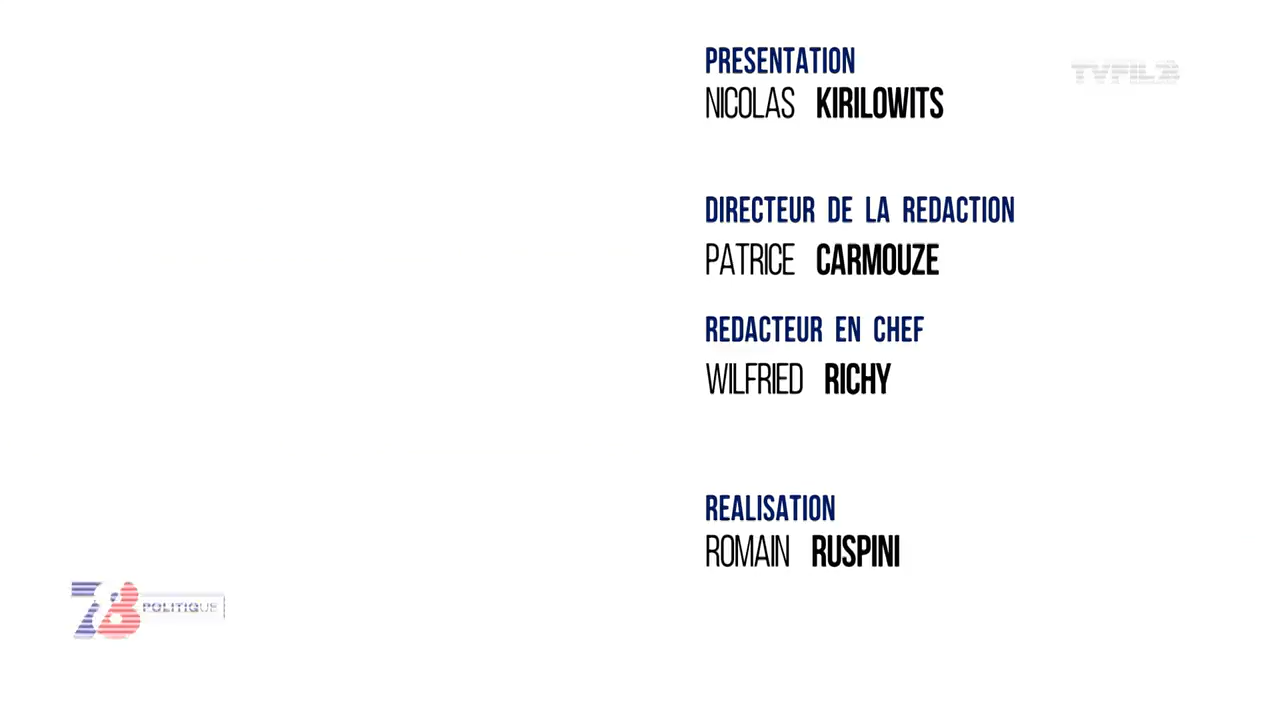 PRESENTATION
NICOLAS KIRILOWITS
TVFIL78
DIRECTEUR DE LA REDACTION
PATRICE CARMOUZE
REDACTEUR EN CHEF
WILFRIED RICHY
REALISATION
ROMAIN RUSPINI
78 POLITIQUE